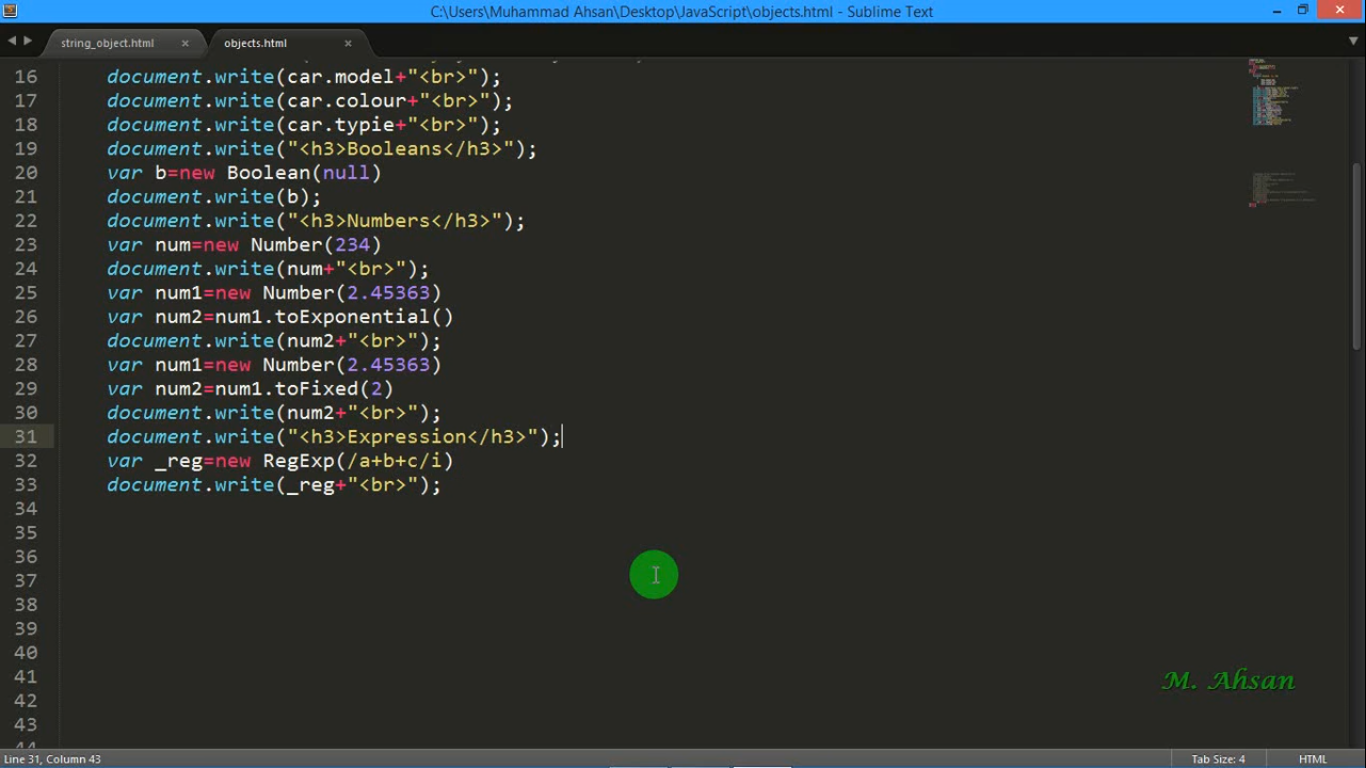 C:\Users\Muhammad Ahsan\Desktop\JavaScript\objects.html - Sublime Text
string_object.html × objects.html ×
16 document.write(car.model+"<br>");
17 document.write(car.colour+"<br>");
18 document.write(car.typie+"<br>");
19 document.write("<h3>Booleans</h3>");
20 var b=new Boolean(null)
21 document.write(b);
22 document.write("<h3>Numbers</h3>");
23 var num=new Number(234)
24 document.write(num+"<br>");
25 var num1=new Number(2.45363)
26 var num2=num1.toExponential()
27 document.write(num2+"<br>");
28 var num1=new Number(2.45363)
29 var num2=num1.toFixed(2)
30 document.write(num2+"<br>");
31 document.write("<h3>Expression</h3>");
32 var _reg=new RegExp(/a+b+c/i)
33 document.write(_reg+"<br>");
34
35
36
37
38
39
40
41
M. Ahsan
42
43
44
Line 31, Column 43 Tab Size: 4 HTML